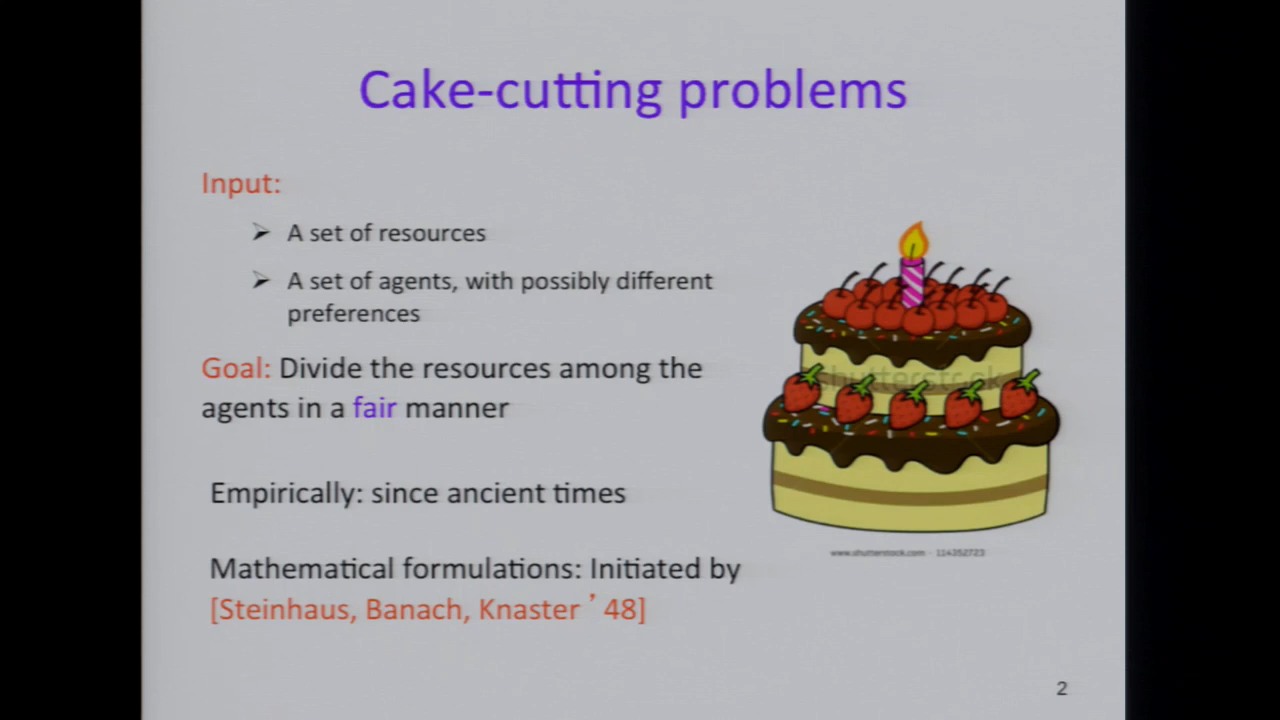 Cake-cutting problems
Input:
➢ A set of resources
➢ A set of agents, with possibly different
preferences
Goal: Divide the resources among the
agents in a fair manner
shutterstock
Empirically: since ancient times
www.shutterstock.com · 114352723
Mathematical formulations: Initiated by
[Steinhaus, Banach, Knaster ’ 48]
2